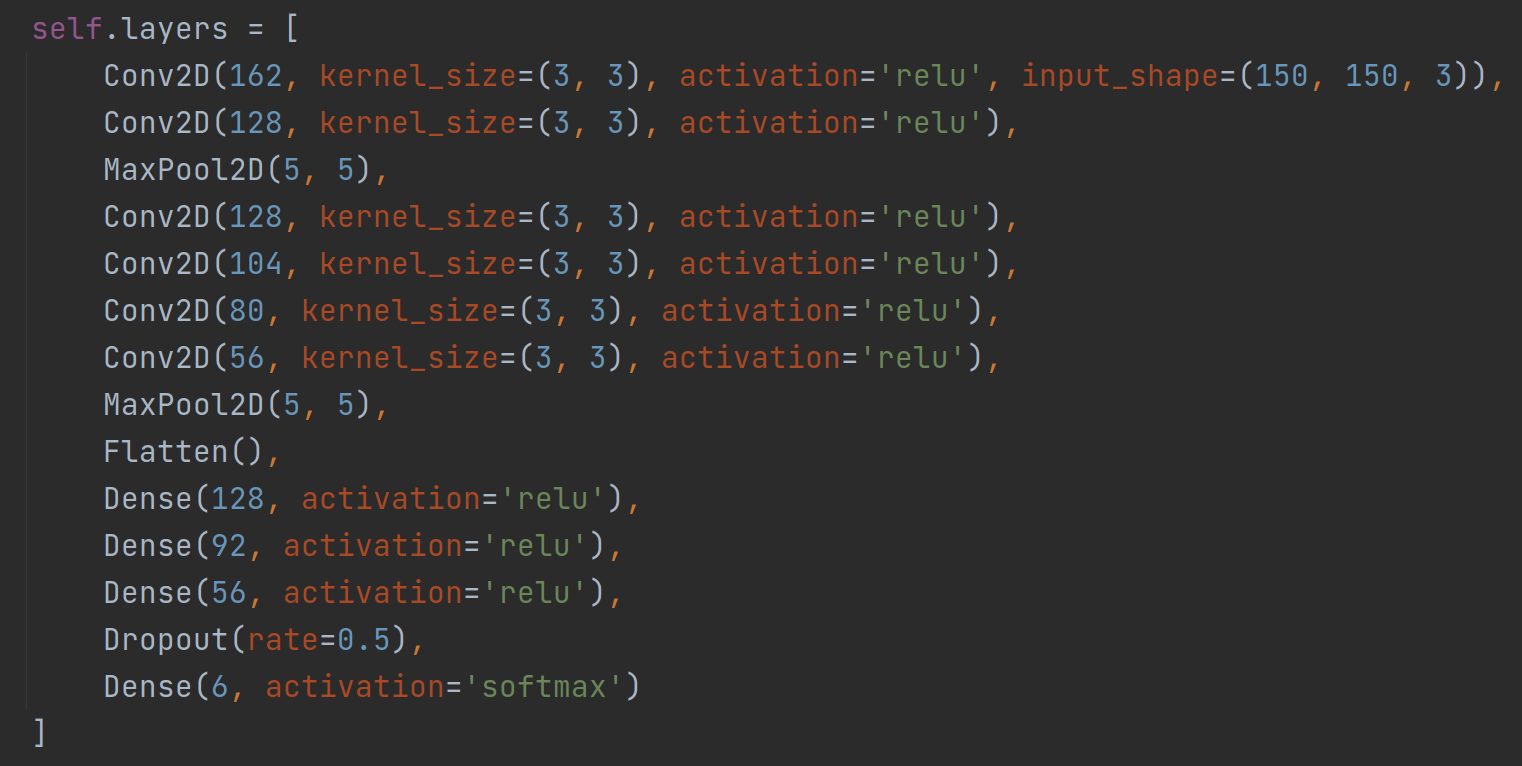 self.layers = [
Conv2D(162, kernel_size=(3, 3), activation='relu', input_shape=(150, 150, 3)),
Conv2D(128, kernel_size=(3, 3), activation='relu'),
MaxPool2D(5, 5),
Conv2D(128, kernel_size=(3, 3), activation='relu'),
Conv2D(104, kernel_size=(3, 3), activation='relu'),
Conv2D(80, kernel_size=(3, 3), activation='relu'),
Conv2D(56, kernel_size=(3, 3), activation='relu'),
MaxPool2D(5, 5),
Flatten(),
Dense(128, activation='relu'),
Dense(92, activation='relu'),
Dense(56, activation='relu'),
Dropout(rate=0.5),
Dense(6, activation='softmax')
]